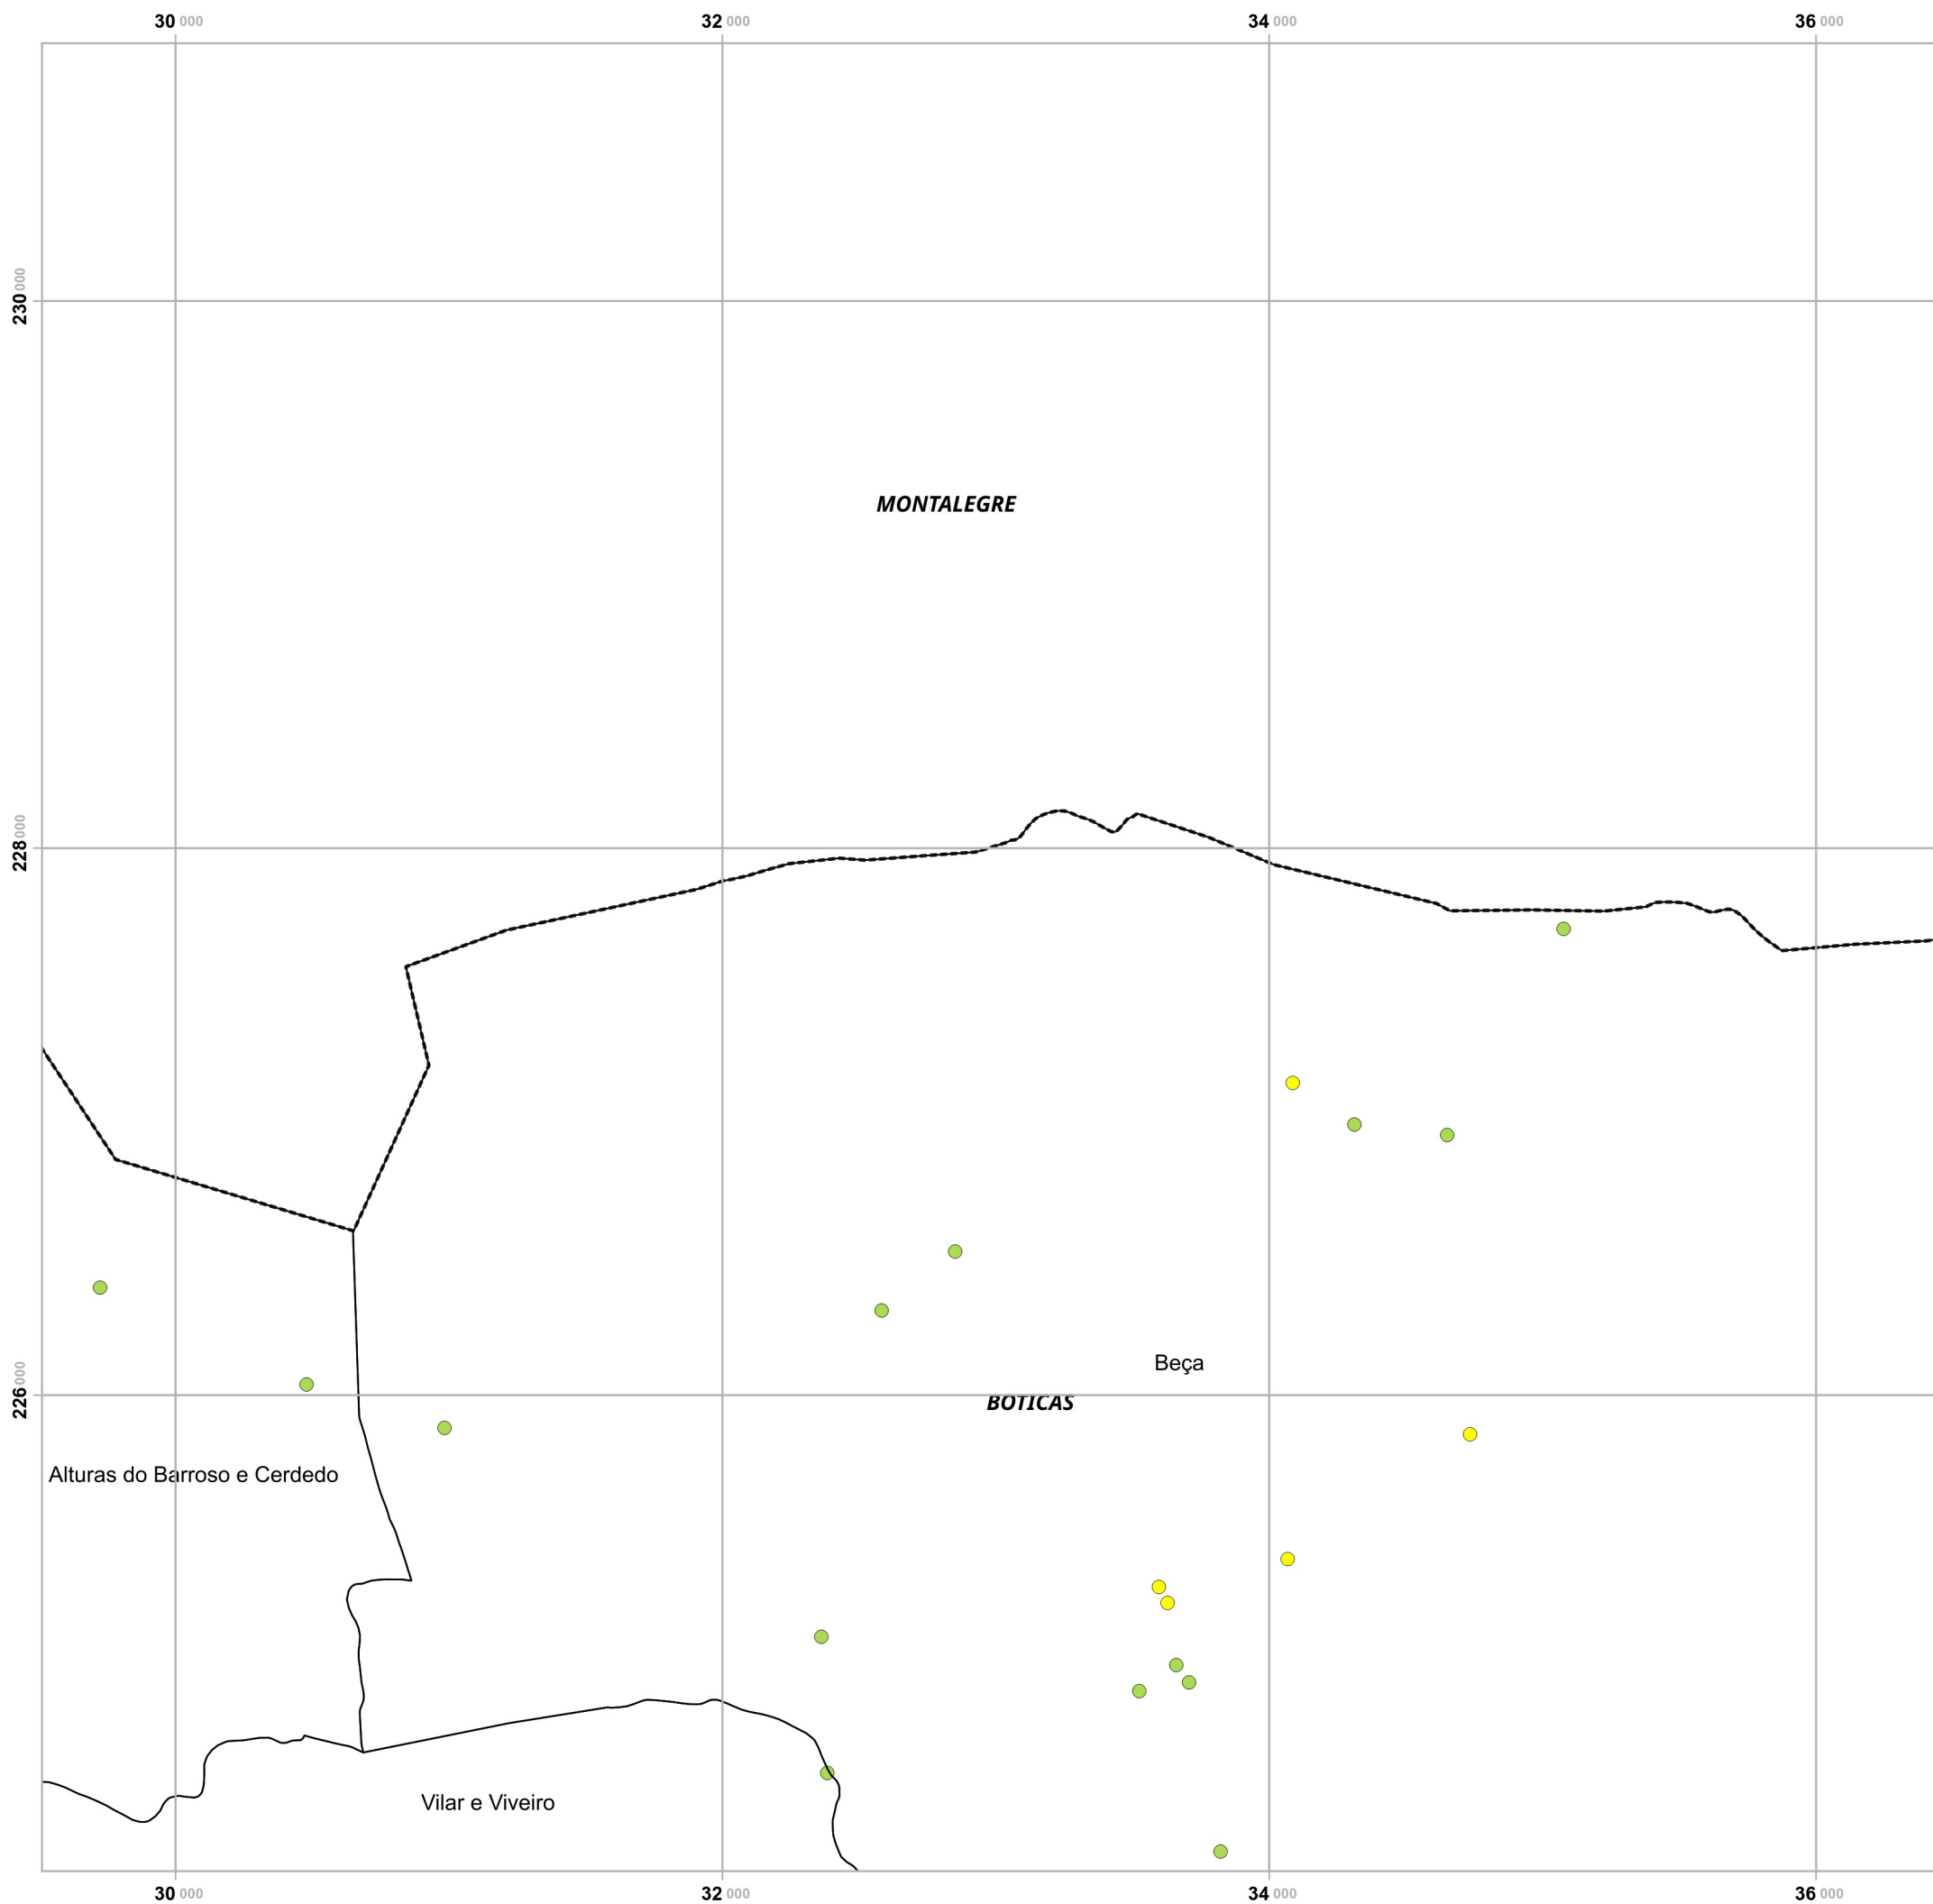 30 000 32 000 34 000 36 000
230 000
MONTALEGRE
228 000
Beça
226 000
BOTICAS
Alturas do Barroso e Cerdedo
Vilar e Viveiro
30 000 32 000 34 000 36 000